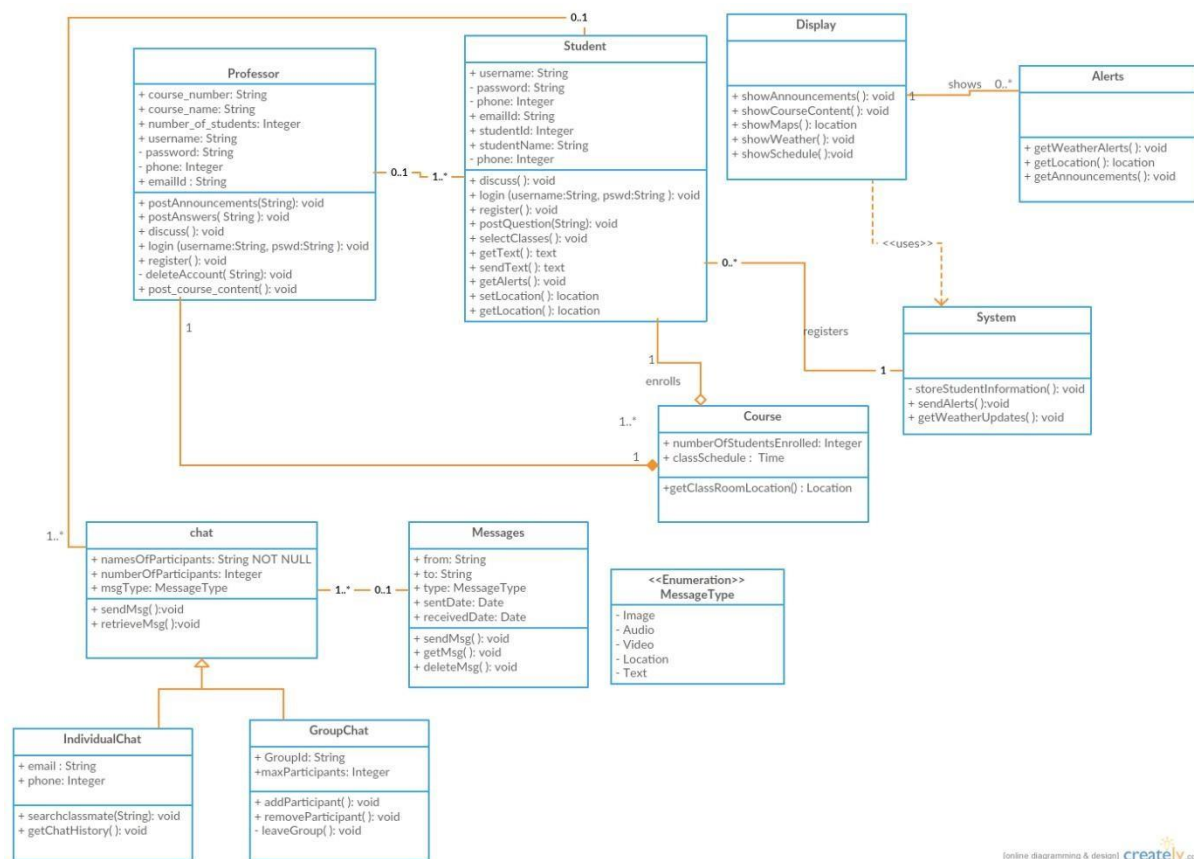 0..1
Student
+ username: String
- password: String
- phone: Integer
+ emailId: String
+ studentId: Integer
+ studentName: String
- phone: Integer
+ discuss( ): void
+ login (username:String, pswd:String ): void
+ register( ): void
+ postQuestion(String): void
+ selectClasses( ): void
+ getText( ): text
+ sendText( ): text
+ getAlerts( ): void
+ setLocation( ): location
+ getLocation( ): location
Professor
+ course_number: String
+ course_name: String
+ number_of_students: Integer
+ username: String
- password: String
- phone: Integer
+ emailId : String
+ postAnnouncements(String): void
+ postAnswers( String ): void
+ discuss( ): void
+ login (username:String, pswd:String ): void
+ register( ): void
- deleteAccount( String): void
+ post_course_content( ): void
0..1
1..*
Display
+ showAnnouncements( ): void
+ showCourseContent( ): void
+ showMaps( ): location
+ showWeather( ): void
+ showSchedule( ):void
1
shows
0..*
Alerts
+ getWeatherAlerts( ): void
+ getLocation( ): location
+ getAnnouncements( ): void
<<uses>>
0..*
registers
1
System
- storeStudentInformation( ): void
+ sendAlerts( ):void
+ getWeatherUpdates( ): void
1
1
enrolls
1..*
1
Course
+ numberOfStudentsEnrolled: Integer
+ classSchedule : Time
+getClassRoomLocation() : Location
1..*
chat
+ namesOfParticipants: String NOT NULL
+ numberOfParticipants: Integer
+ msgType: MessageType
+ sendMsg( ):void
+ retrieveMsg( ):void
1..*
0..1
Messages
+ from: String
+ to: String
+ type: MessageType
+ sentDate: Date
+ receivedDate: Date
+ sendMsg( ): void
+ getMsg( ): void
+ deleteMsg( ): void
<<Enumeration>>
MessageType
- Image
- Audio
- Video
- Location
- Text
IndividualChat
+ email : String
+ phone: Integer
+ searchclassmate(String): void
+ getChatHistory( ): void
GroupChat
+ GroupId: String
+maxParticipants: Integer
+ addParticipant( ): void
+ removeParticipant( ): void
- leaveGroup( ): void
[online diagramming & design] creately